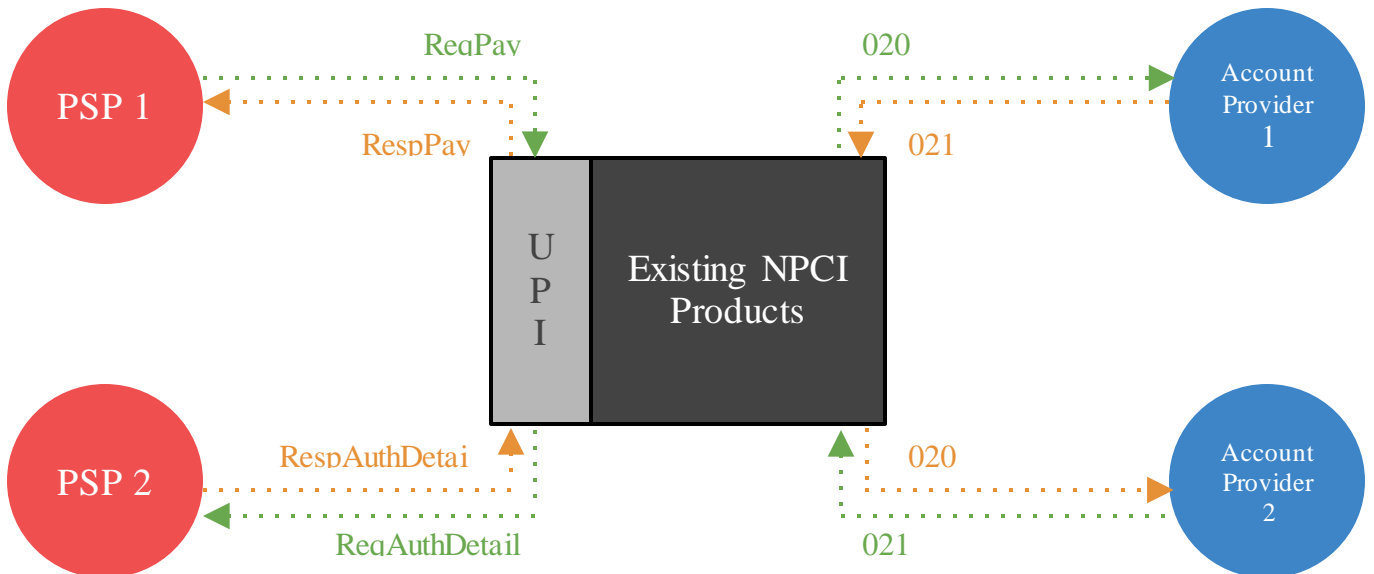 ReqPay
020
PSP 1
Account
Provider
1
RespPay
021
U
P
I
Existing NPCI
Products
RespAuthDetai
020
PSP 2
Account
Provider
2
ReqAuthDetail
021